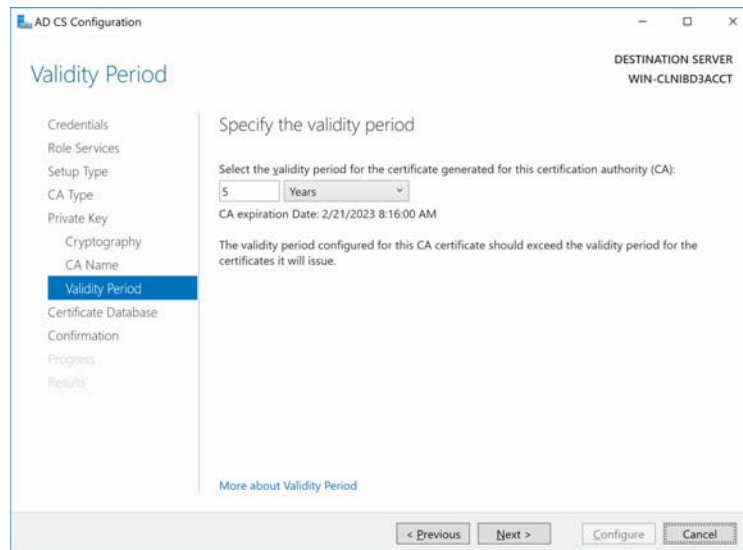 AD CS Configuration
Validity Period
DESTINATION SERVER
WIN-CLNIBD3ACCT
Credentials
Role Services
Setup Type
CA Type
Private Key
Cryptography
CA Name
Validity Period
Certificate Database
Confirmation
Progress
Results
Specify the validity period
Select the validity period for the certificate generated for this certification authority (CA):
5 Years
CA expiration Date: 2/21/2023 8:16:00 AM
The validity period configured for this CA certificate should exceed the validity period for the
certificates it will issue.
More about Validity Period
< Previous Next > Configure Cancel